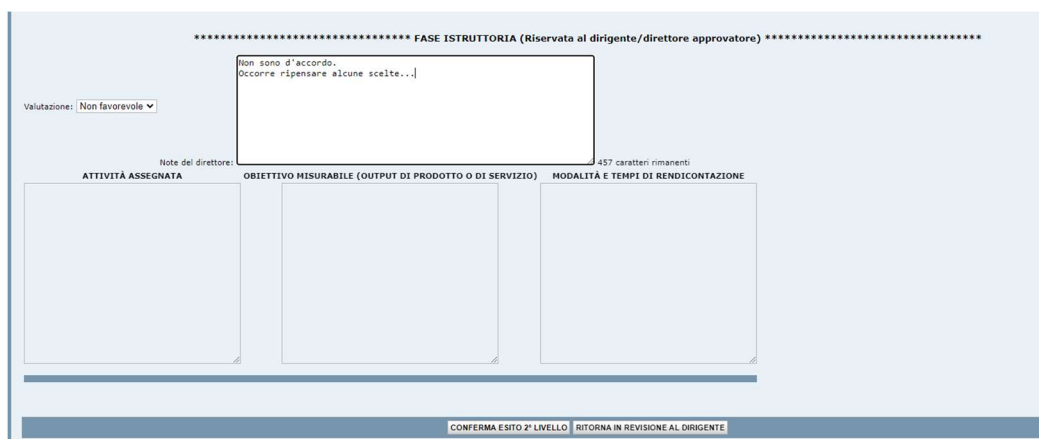 ********************************* FASE ISTRUTTORIA (Riservata al dirigente/direttore approvatore) *********************************
Non sono d'accordo.
Occorre ripensare alcune scelte...
Valutazione: Non favorevole
Note del direttore:
457 caratteri rimanenti
ATTIVITÀ ASSEGNATA OBIETTIVO MISURABILE (OUTPUT DI PRODOTTO O DI SERVIZIO) MODALITÀ E TEMPI DI RENDICONTAZIONE
CONFERMA ESITO 2° LIVELLO RITORNA IN REVISIONE AL DIRIGENTE